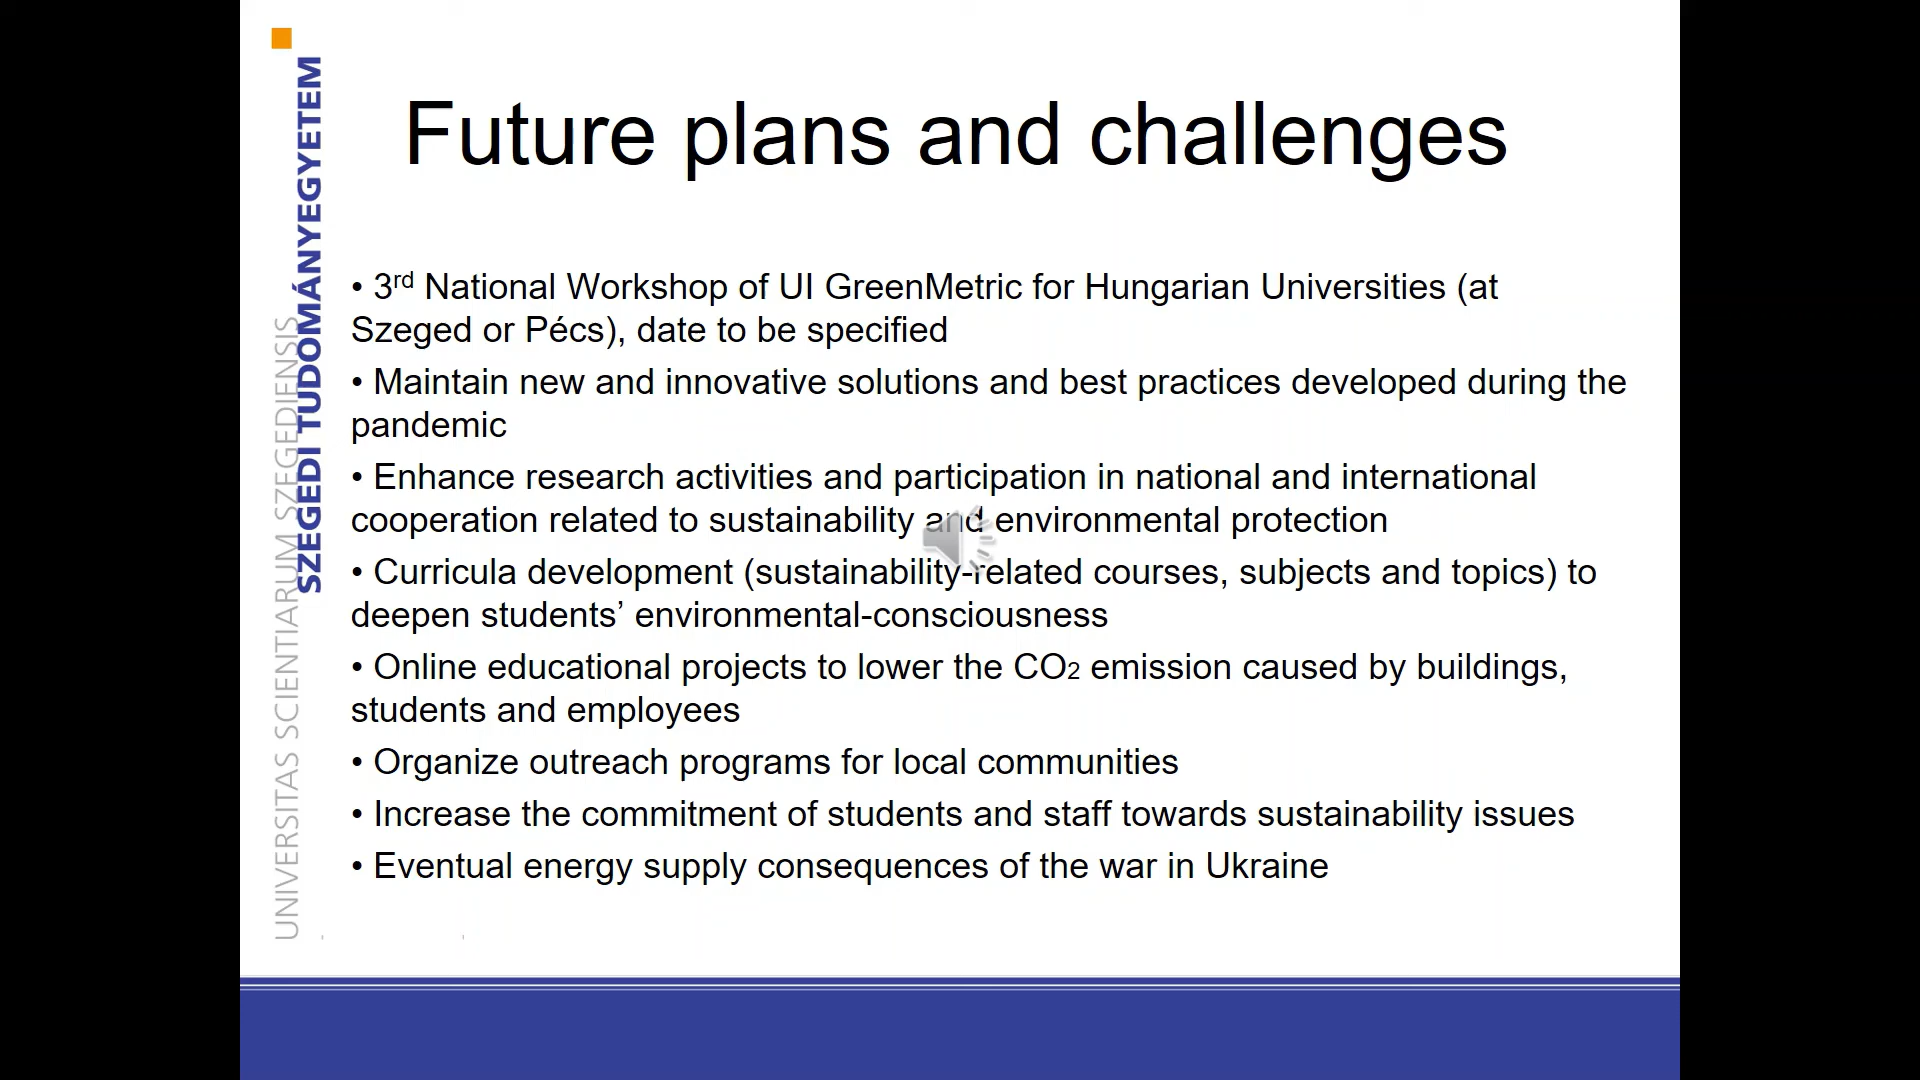 SZEGEDI TUDOMÁNYEGYETEM
UNIVERSITAS SCIENTIARUM SZEGEDIENSIS
Future plans and challenges
• 3rd National Workshop of UI GreenMetric for Hungarian Universities (at
Szeged or Pécs), date to be specified
• Maintain new and innovative solutions and best practices developed during the
pandemic
• Enhance research activities and participation in national and international
cooperation related to sustainability and environmental protection
• Curricula development (sustainability-related courses, subjects and topics) to
deepen students’ environmental-consciousness
• Online educational projects to lower the CO2 emission caused by buildings,
students and employees
• Organize outreach programs for local communities
• Increase the commitment of students and staff towards sustainability issues
• Eventual energy supply consequences of the war in Ukraine